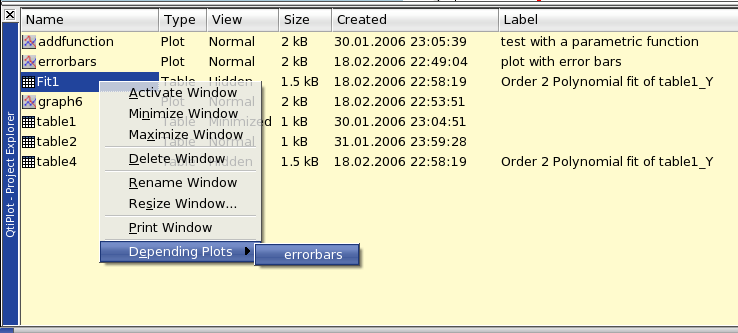 Name Type View Size Created Label
addfunction Plot Normal 2 kB 30.01.2006 23:05:39 test with a parametric function
errorbars Plot Normal 2 kB 18.02.2006 22:49:04 plot with error bars
Fit1 Table Hidden 1.5 kB 18.02.2006 22:58:19 Order 2 Polynomial fit of table1_Y
graph6 Plot Normal 2 kB 18.02.2006 22:53:51
table1 Table Minimized 1 kB 30.01.2006 23:04:51
table2 Table Normal 1 kB 31.01.2006 23:59:28
table4 Table Hidden 1.5 kB 18.02.2006 22:58:19 Order 2 Polynomial fit of table1_Y
Activate Window
Minimize Window
Maximize Window
Delete Window
Rename Window
Resize Window...
Print Window
Depending Plots
errorbars
QtiPlot - Project Explorer